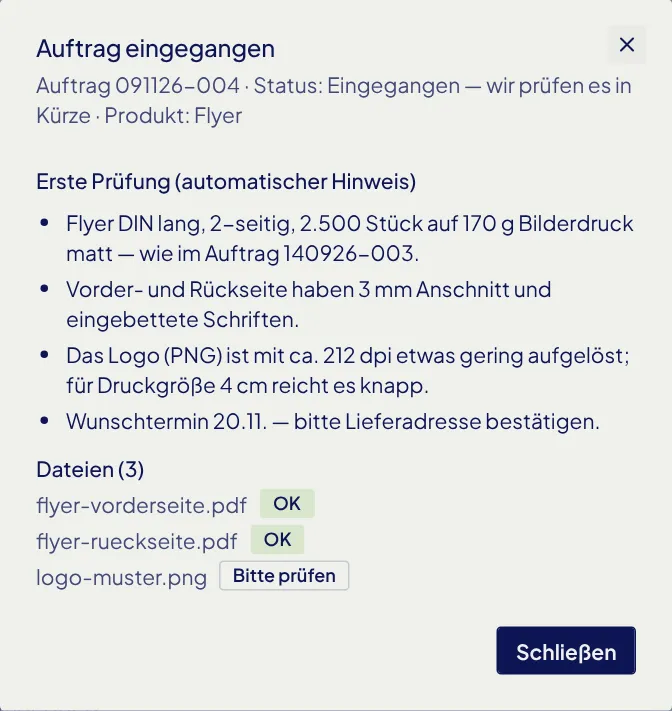 Auftrag eingegangen
Auftrag 091126-004 · Status: Eingegangen — wir prüfen es in
Kürze · Produkt: Flyer
Erste Prüfung (automatischer Hinweis)
• Flyer DIN lang, 2-seitig, 2.500 Stück auf 170 g Bilderdruck
matt — wie im Auftrag 140926-003.
• Vorder- und Rückseite haben 3 mm Anschnitt und
eingebettete Schriften.
• Das Logo (PNG) ist mit ca. 212 dpi etwas gering aufgelöst;
für Druckgröße 4 cm reicht es knapp.
• Wunschtermin 20.11. — bitte Lieferadresse bestätigen.
Dateien (3)
flyer-vorderseite.pdf OK
flyer-rueckseite.pdf OK
logo-muster.png Bitte prüfen
Schließen